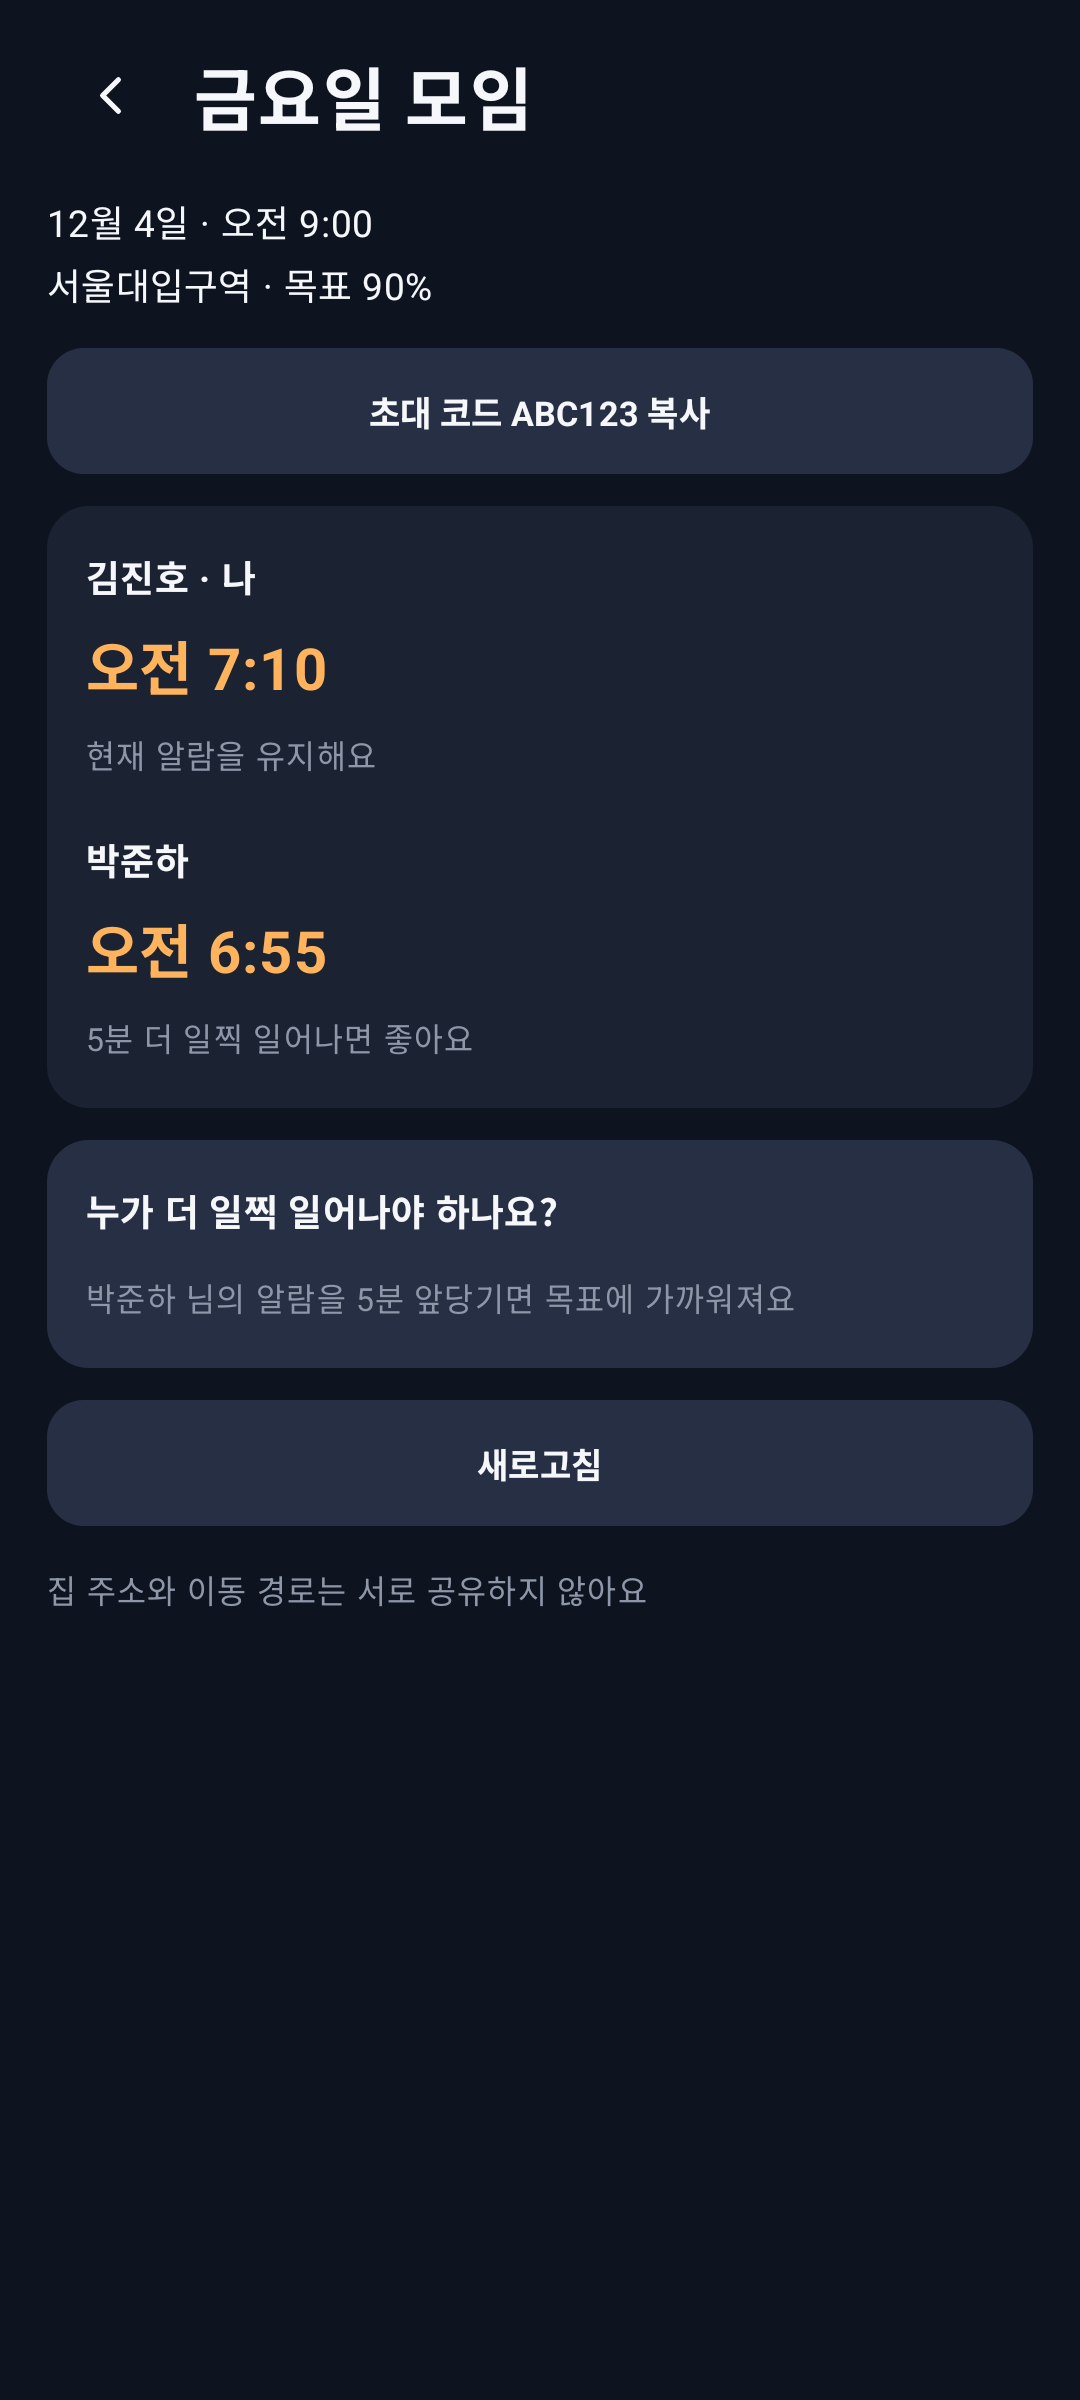 금요일 모임
12월 4일 · 오전 9:00
서울대입구역 · 목표 90%
초대 코드 ABC123 복사
김진호 · 나
오전 7:10
현재 알람을 유지해요
박준하
오전 6:55
5분 더 일찍 일어나면 좋아요
누가 더 일찍 일어나야 하나요?
박준하 님의 알람을 5분 앞당기면 목표에 가까워져요
새로고침
집 주소와 이동 경로는 서로 공유하지 않아요